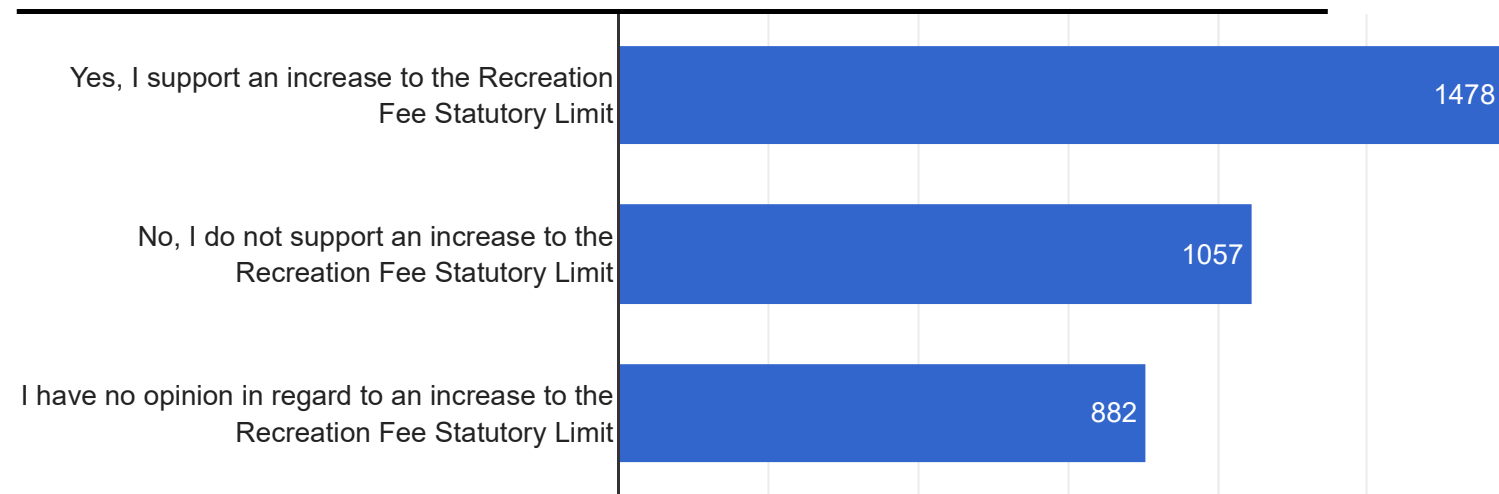 Yes, I support an increase to the Recreation
Fee Statutory Limit
1478
No, I do not support an increase to the
Recreation Fee Statutory Limit
1057
I have no opinion in regard to an increase to the
Recreation Fee Statutory Limit
882